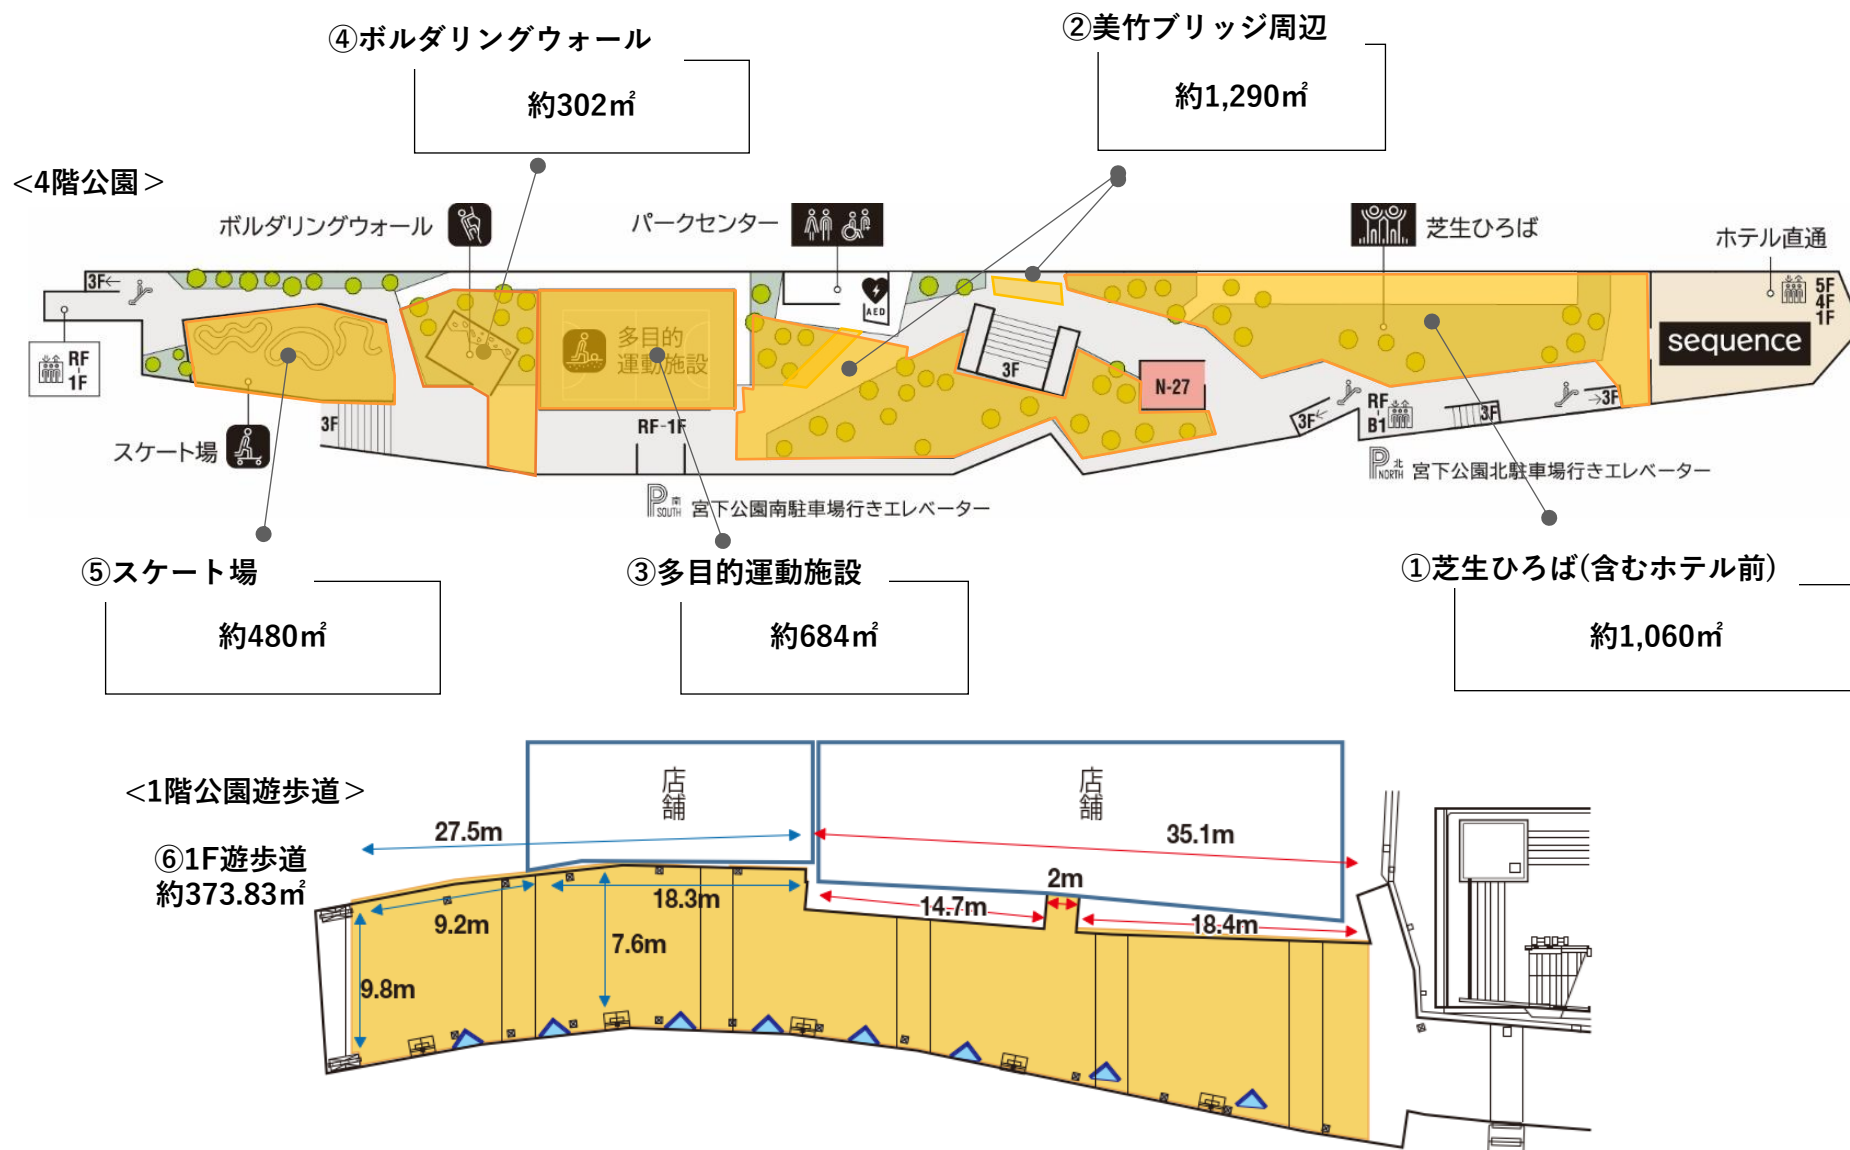 ④ボルダリングウォール
約302㎡
②美竹ブリッジ周辺
約1,290㎡
<4階公園>
ボルダリングウォール
パークセンター
芝生ひろば
ホテル直通
3F←
RF
-
1F
AED
多目的
運動施設
3F
N-27
5F
4F
1F
sequence
3F
RF-1F
スケート場
3F←
RF
-
B1
3F
→3F
P 南 SOUTH 宮下公園南駐車場行きエレベーター
P 北 NORTH 宮下公園北駐車場行きエレベーター
⑤スケート場
約480㎡
③多目的運動施設
約684㎡
①芝生ひろば(含むホテル前)
約1,060㎡
<1階公園遊歩道>
⑥1F遊歩道
約373.83㎡
店舗
店舗
27.5m
35.1m
2m
9.2m
18.3m
14.7m
18.4m
7.6m
9.8m